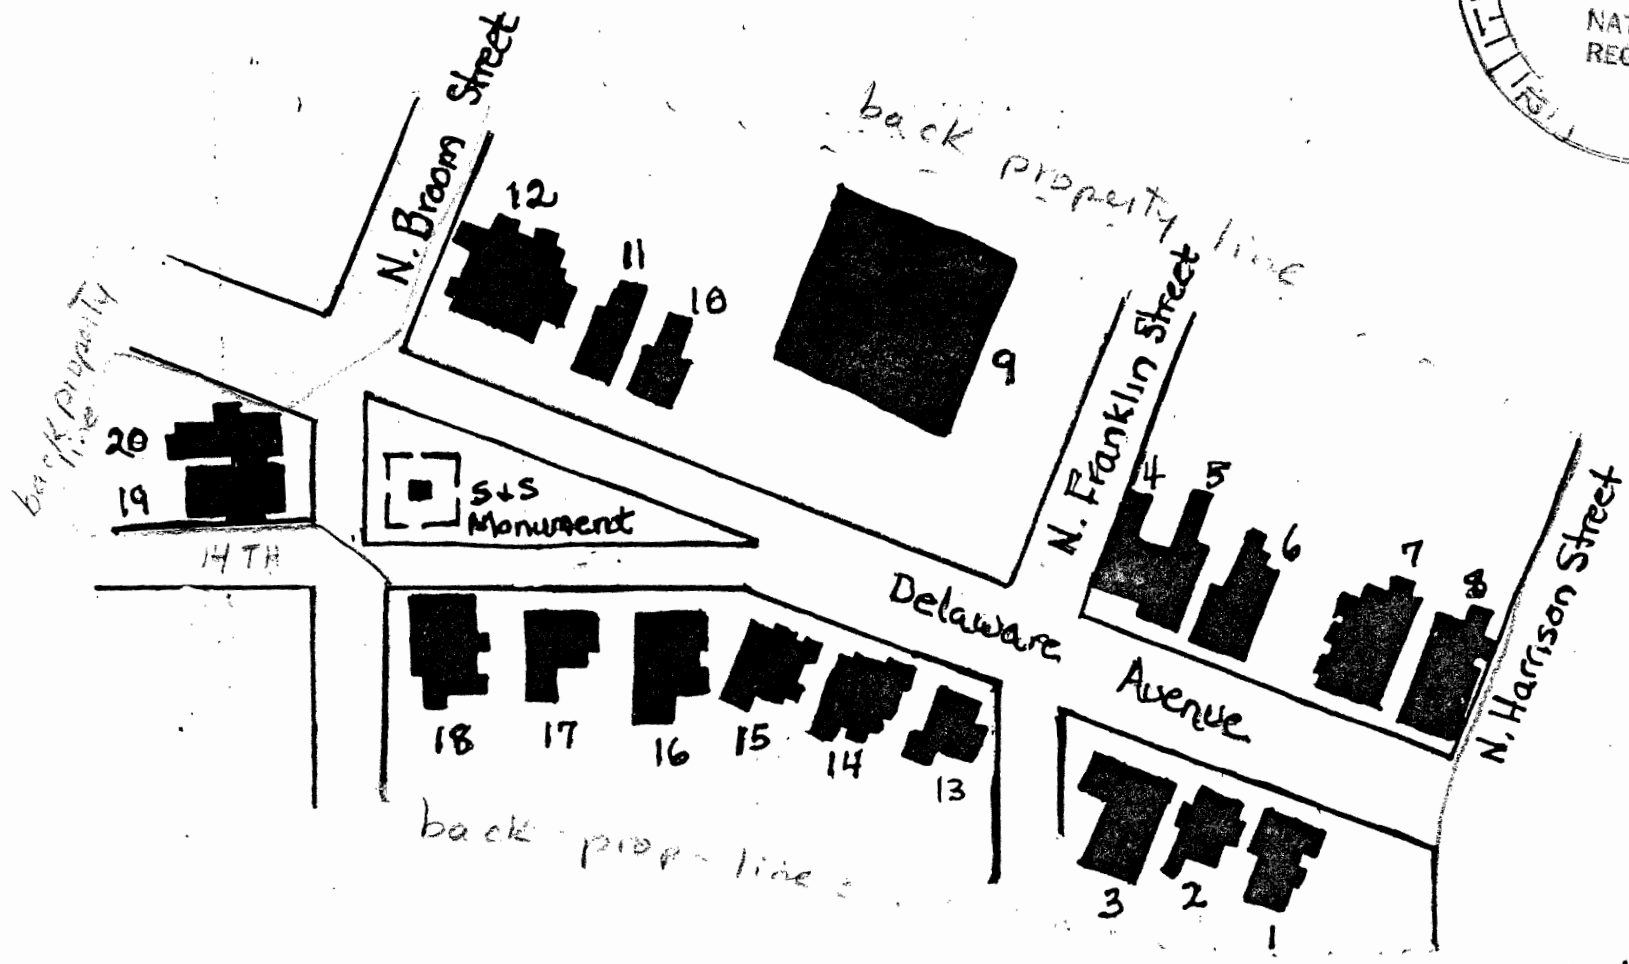 NAT
REG
N. Broom Street
back property line
12
11
10
9
N. Franklin Street
back property
line
20
19
14TH
S+S
Monument
4
5
6
7
8
N. Harrison Street
Delaware
Avenue
18
17
16
15
14
13
back prop line
3
2
1